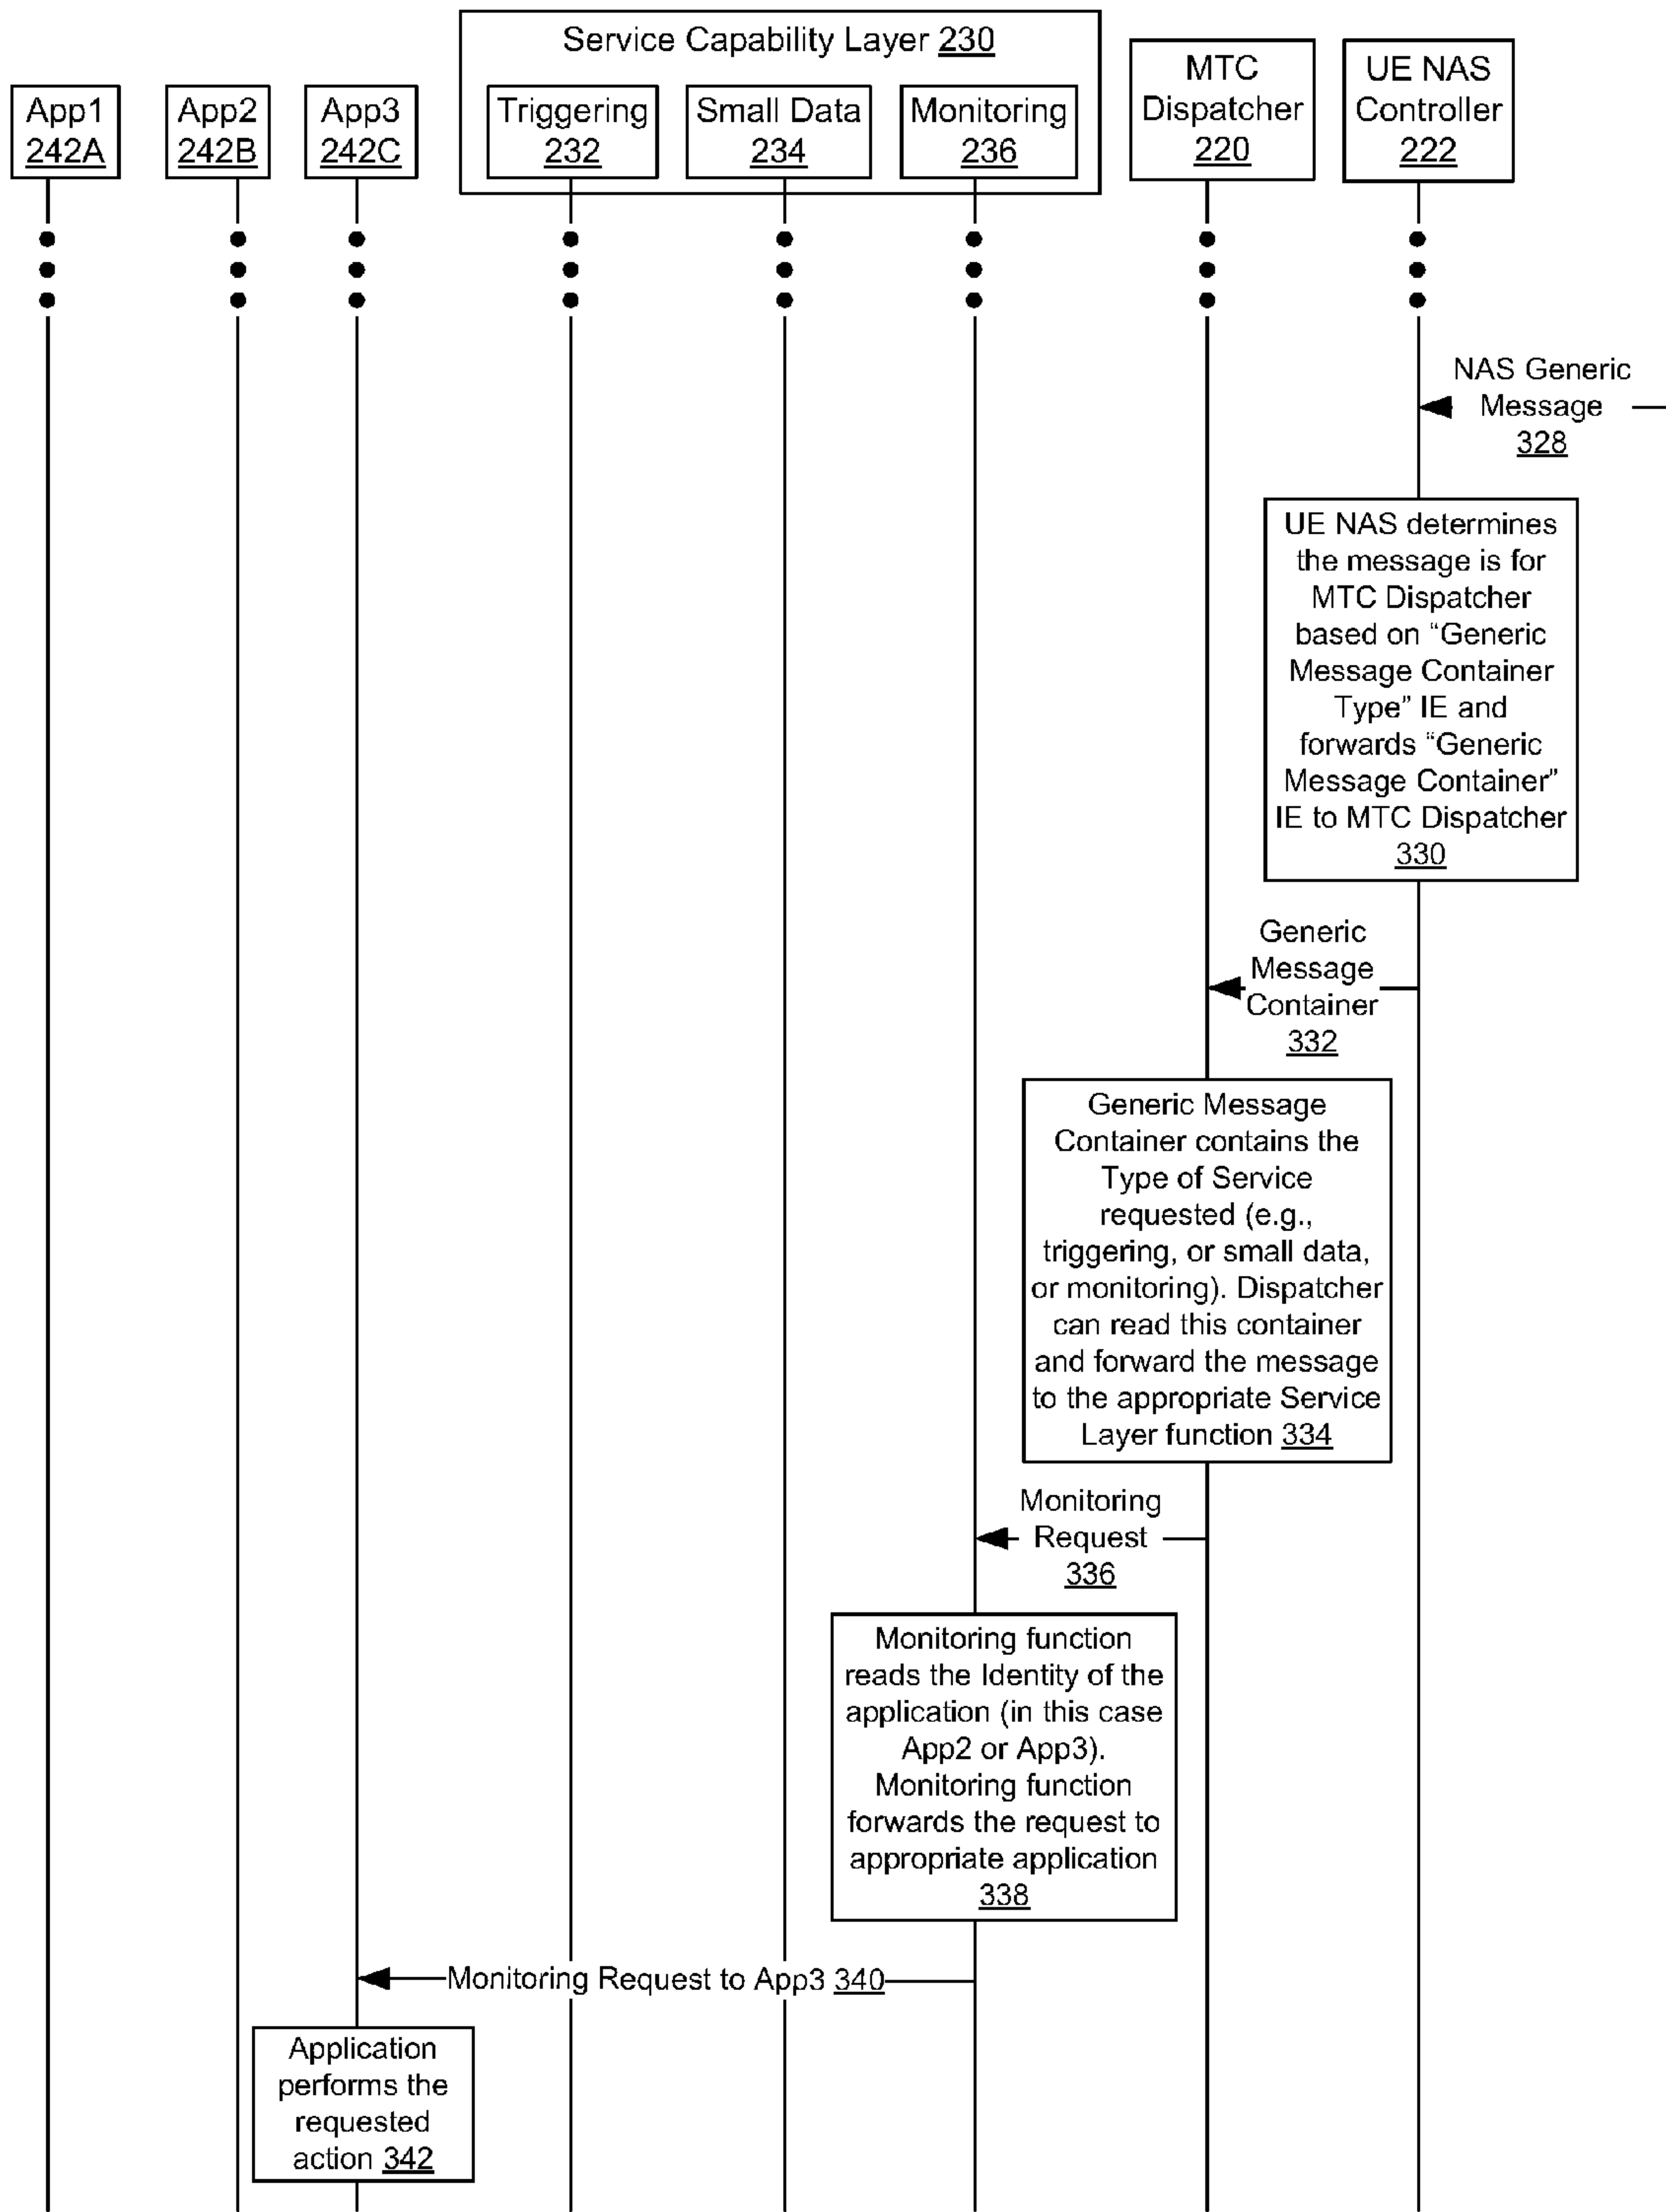 Service Capability Layer 230
App1
242A
App2
242B
App3
242C
Triggering
232
Small Data
234
Monitoring
236
MTC
Dispatcher
220
UE NAS
Controller
222
NAS Generic
Message
328
UE NAS determines
the message is for
MTC Dispatcher
based on “Generic
Message Container
Type” IE and
forwards “Generic
Message Container”
IE to MTC Dispatcher
330
Generic
Message
Container
332
Generic Message
Container contains the
Type of Service
requested (e.g.,
triggering, or small data,
or monitoring). Dispatcher
can read this container
and forward the message
to the appropriate Service
Layer function 334
Monitoring
Request
336
Monitoring function
reads the Identity of the
application (in this case
App2 or App3).
Monitoring function
forwards the request to
appropriate application
338
Monitoring Request to App3 340
Application
performs the
requested
action 342